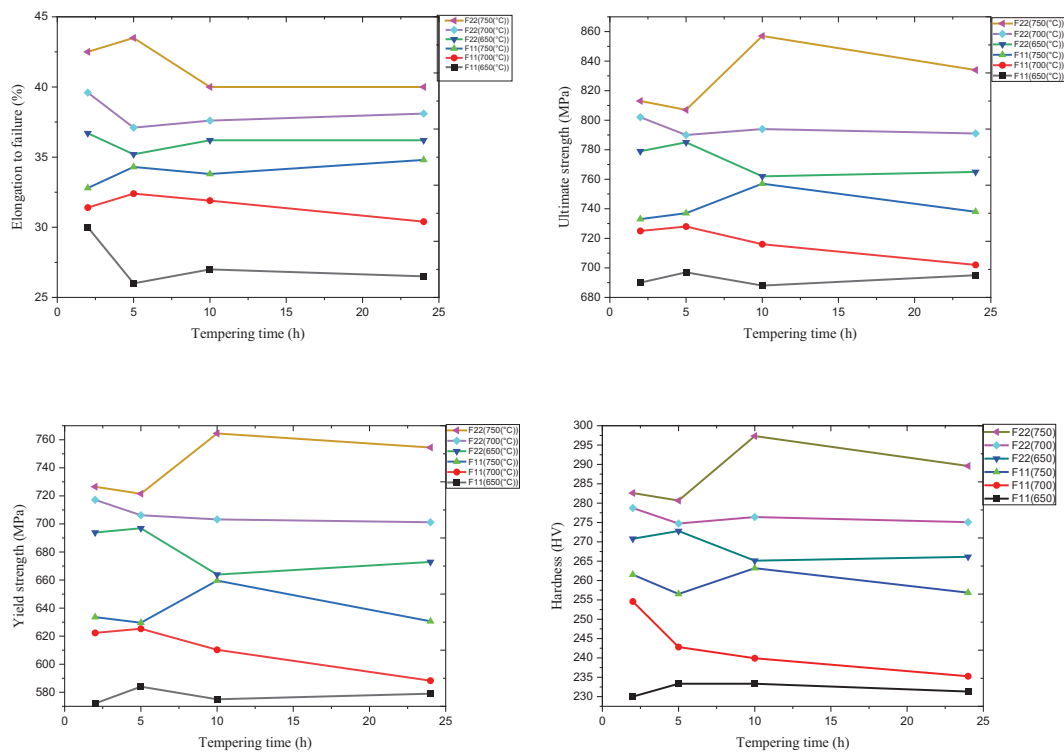 45
40
35
30
25
0
5
10
15
20
25
Elongation to failure (%)
Tempering time (h)
F22(750(°C))
F22(700(°C))
F22(650(°C))
F11(750(°C))
F11(700(°C))
F11(650(°C))
860
840
820
800
780
760
740
720
700
680
0
5
10
15
20
25
Ultimate strength (MPa)
Tempering time (h)
F22(750(°C))
F22(700(°C))
F22(650(°C))
F11(750(°C))
F11(700(°C))
F11(650(°C))
760
740
720
700
680
660
640
620
600
580
0
5
10
15
20
25
Yield strength (MPa)
Tempering time (h)
F22(750(°C))
F22(700(°C))
F22(650(°C))
F11(750(°C))
F11(700(°C))
F11(650(°C))
300
295
290
285
280
275
270
265
260
255
250
245
240
235
230
0
5
10
15
20
25
Hardness (HV)
Tempering time (h)
F22(750)
F22(700)
F22(650)
F11(750)
F11(700)
F11(650)